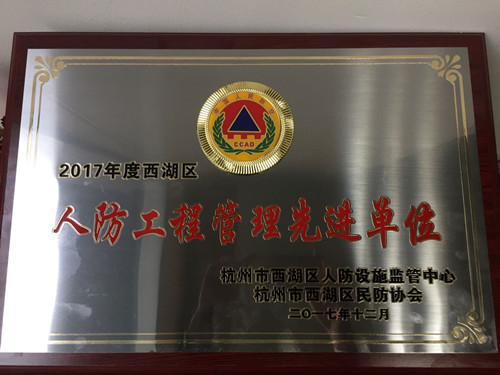 中国人民防空
CCAD
2017年度西湖区
人防工程管理先进单位
杭州市西湖区人防设施监管中心
杭州市西湖区民防协会
二〇一七年十二月